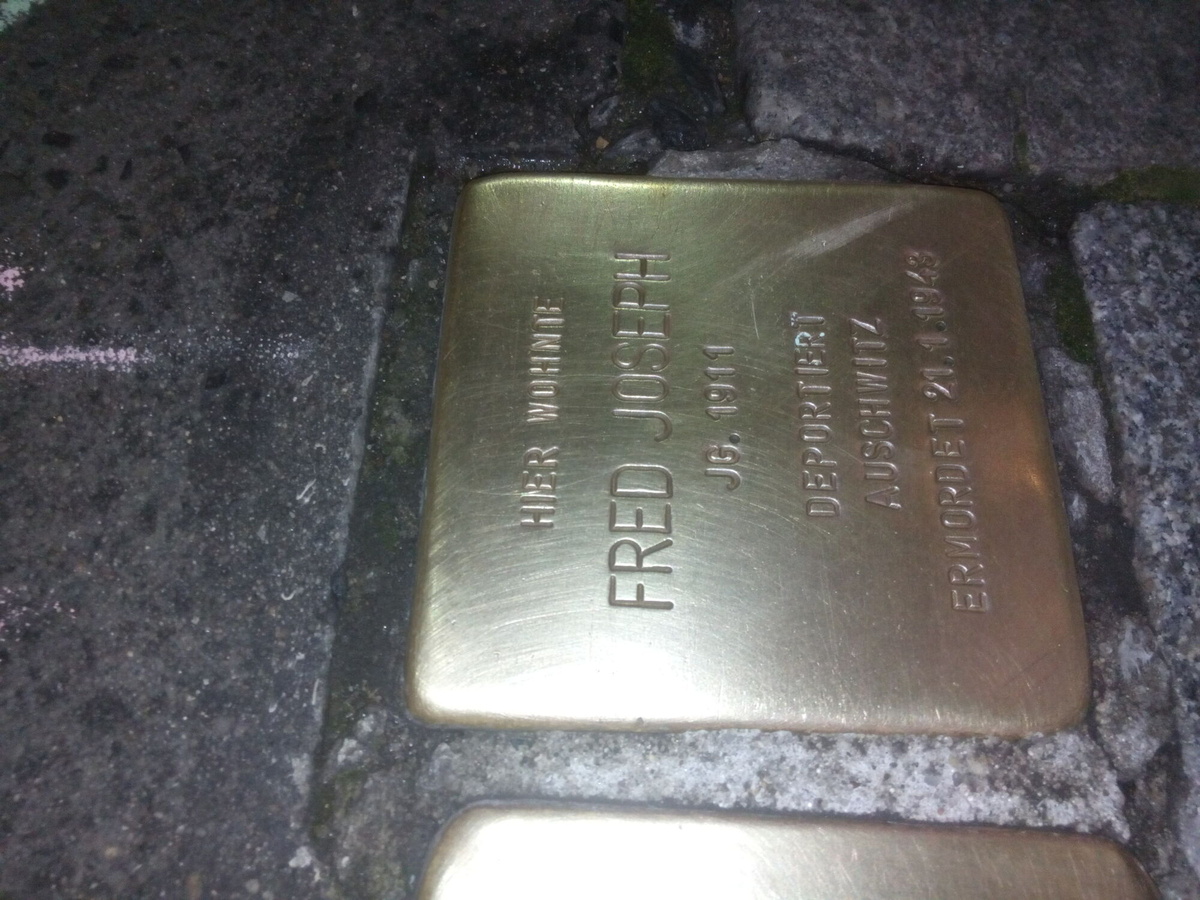 HIER WOHNTE
FRED JOSEPH
JG. 1911
DEPORTIERT
AUSCHWITZ
ERMORDET 21.1.1943